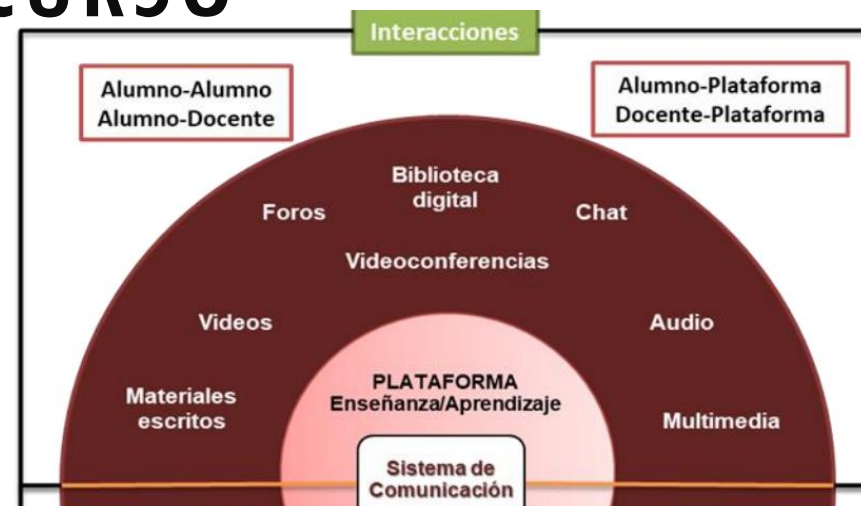 CURSO
Interacciones
Alumno-Alumno
Alumno-Docente
Alumno-Plataforma
Docente-Plataforma
Biblioteca
digital
Foros
Chat
Videoconferencias
Videos
Audio
PLATAFORMA
Enseñanza/Aprendizaje
Materiales
escritos
Multimedia
Sistema de
Comunicación